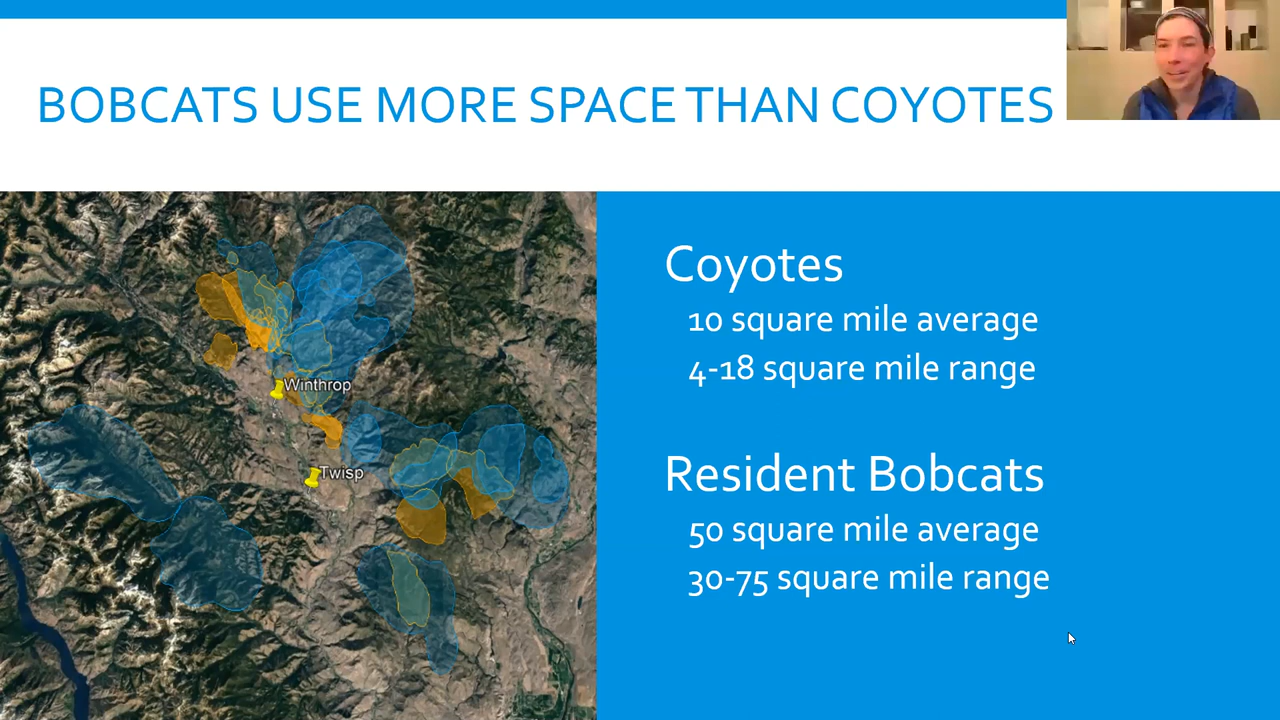 BOBCATS USE MORE SPACE THAN COYOTES
Winthrop
Twisp
Coyotes
10 square mile average
4-18 square mile range
Resident Bobcats
50 square mile average
30-75 square mile range